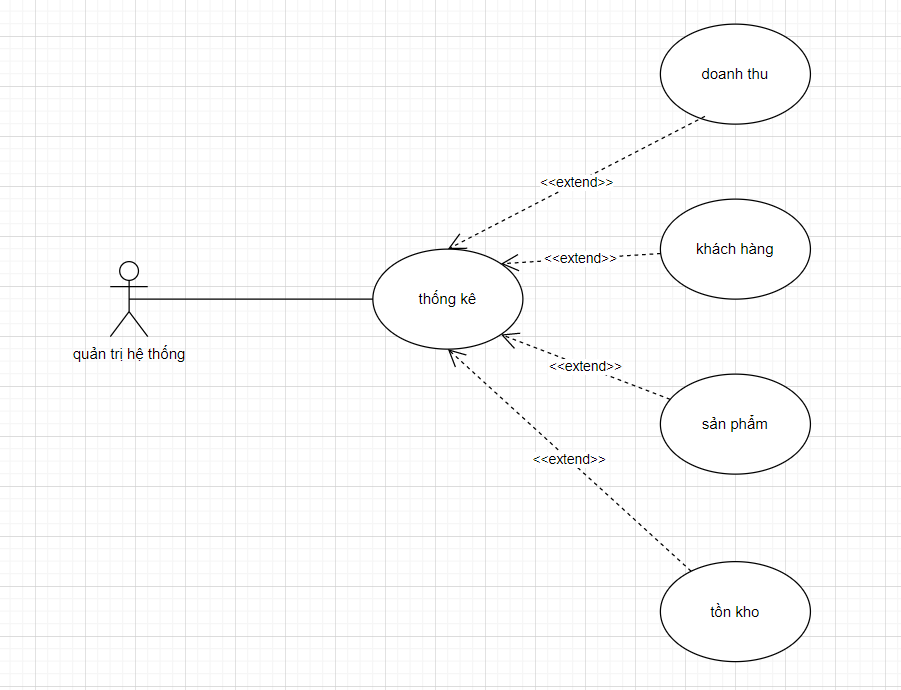 doanh thu
<<extend>>
khách hàng
<<extend>>
thống kê
quản trị hệ thống
<<extend>>
sản phẩm
<<extend>>
tồn kho